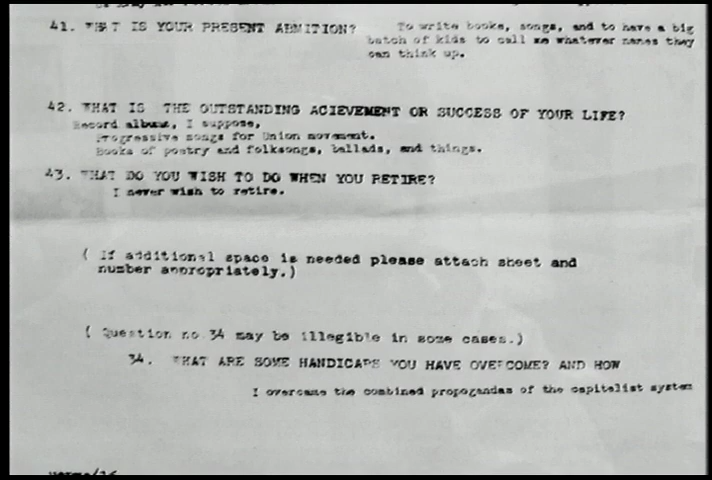 41. WHAT IS YOUR PRESENT ABMITION? To write books, songs, and to have a big
batch of kids to call me whatever names they
can think up.
42. WHAT IS THE OUTSTANDING ACIEVEMENT OR SUCCESS OF YOUR LIFE?
Record albums, I suppose,
Progressive songs for Union movement.
Books of poetry and folksongs, ballads, and things.
43. WHAT DO YOU WISH TO DO WHEN YOU RETIRE?
I never wish to retire.
( If additional space is needed please attach sheet and
number appropriately.)
( Question no 34 may be illegible in some cases.)
34. WHAT ARE SOME HANDICAPS YOU HAVE OVERCOME? AND HOW
I overcame the combined propogandas of the capitalist system